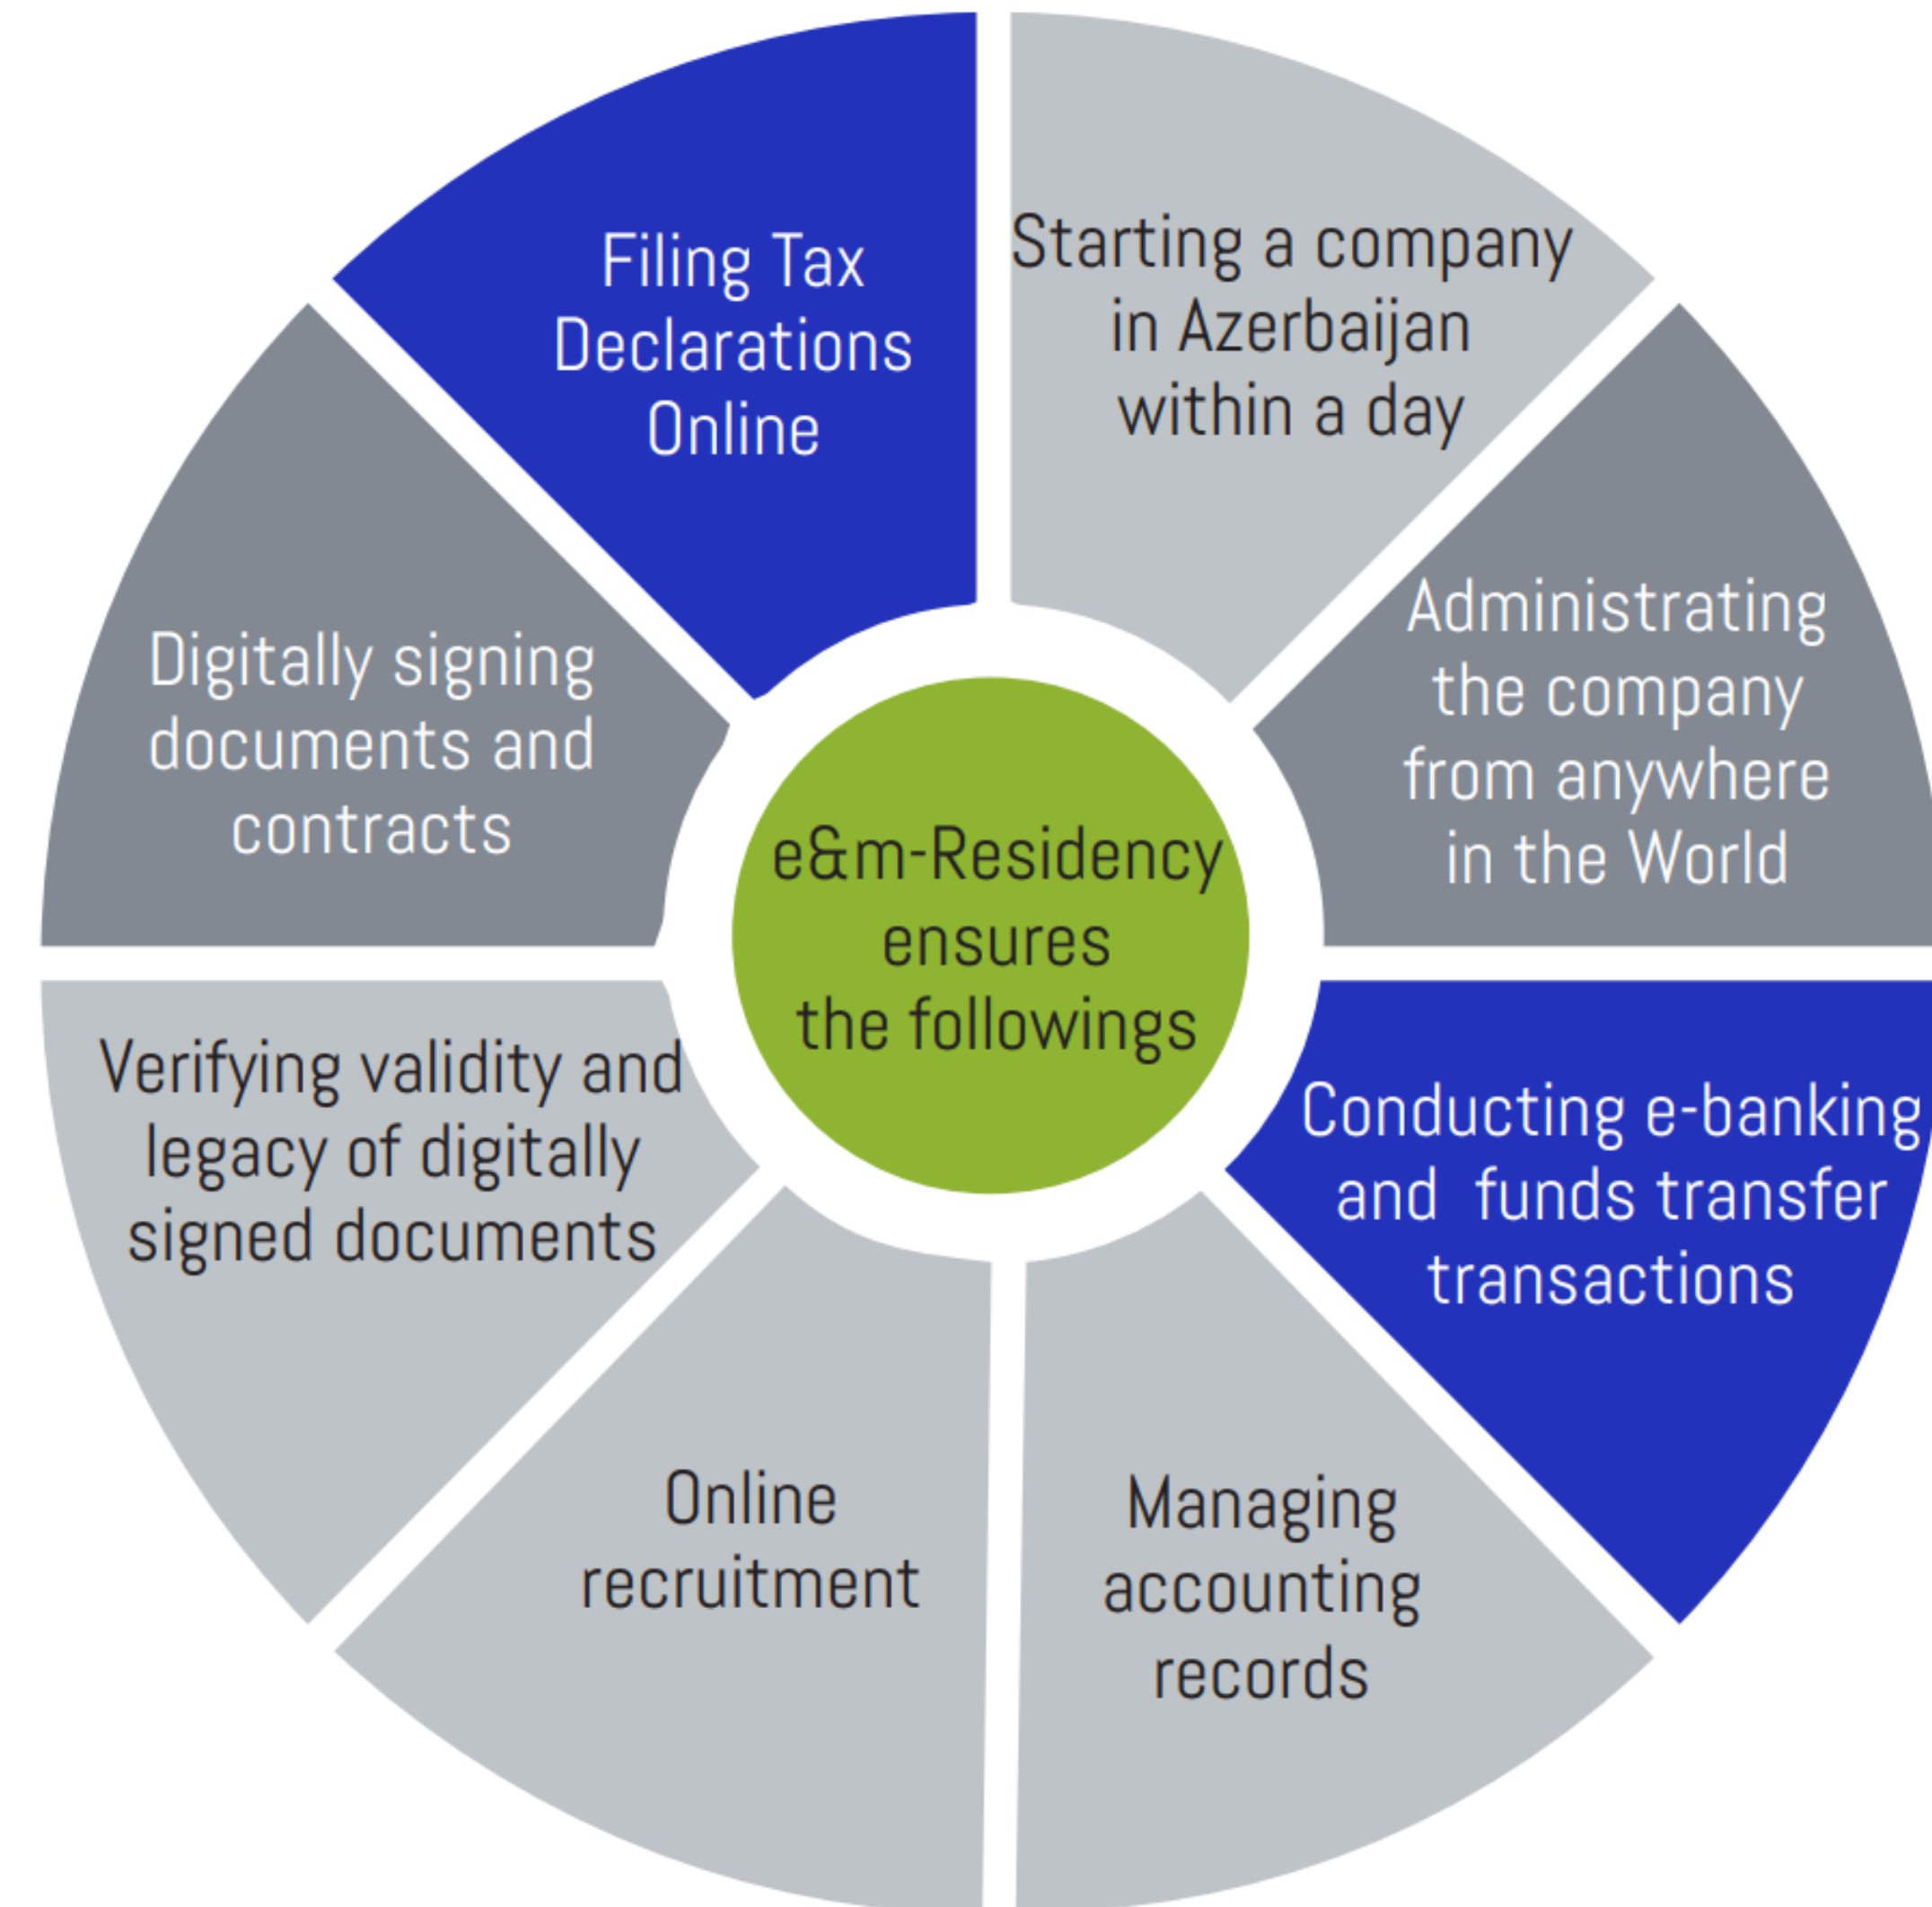 Filing Tax
Declarations
Online
Starting a company
in Azerbaijan
within a day
Administrating
the company
from anywhere
in the World
Conducting e-banking
and  funds transfer
transactions
Managing
accounting
records
Online
recruitment
Verifying validity and
legacy of digitally
signed documents
Digitally signing
documents and
contracts
e&m-Residency
ensures
the followings